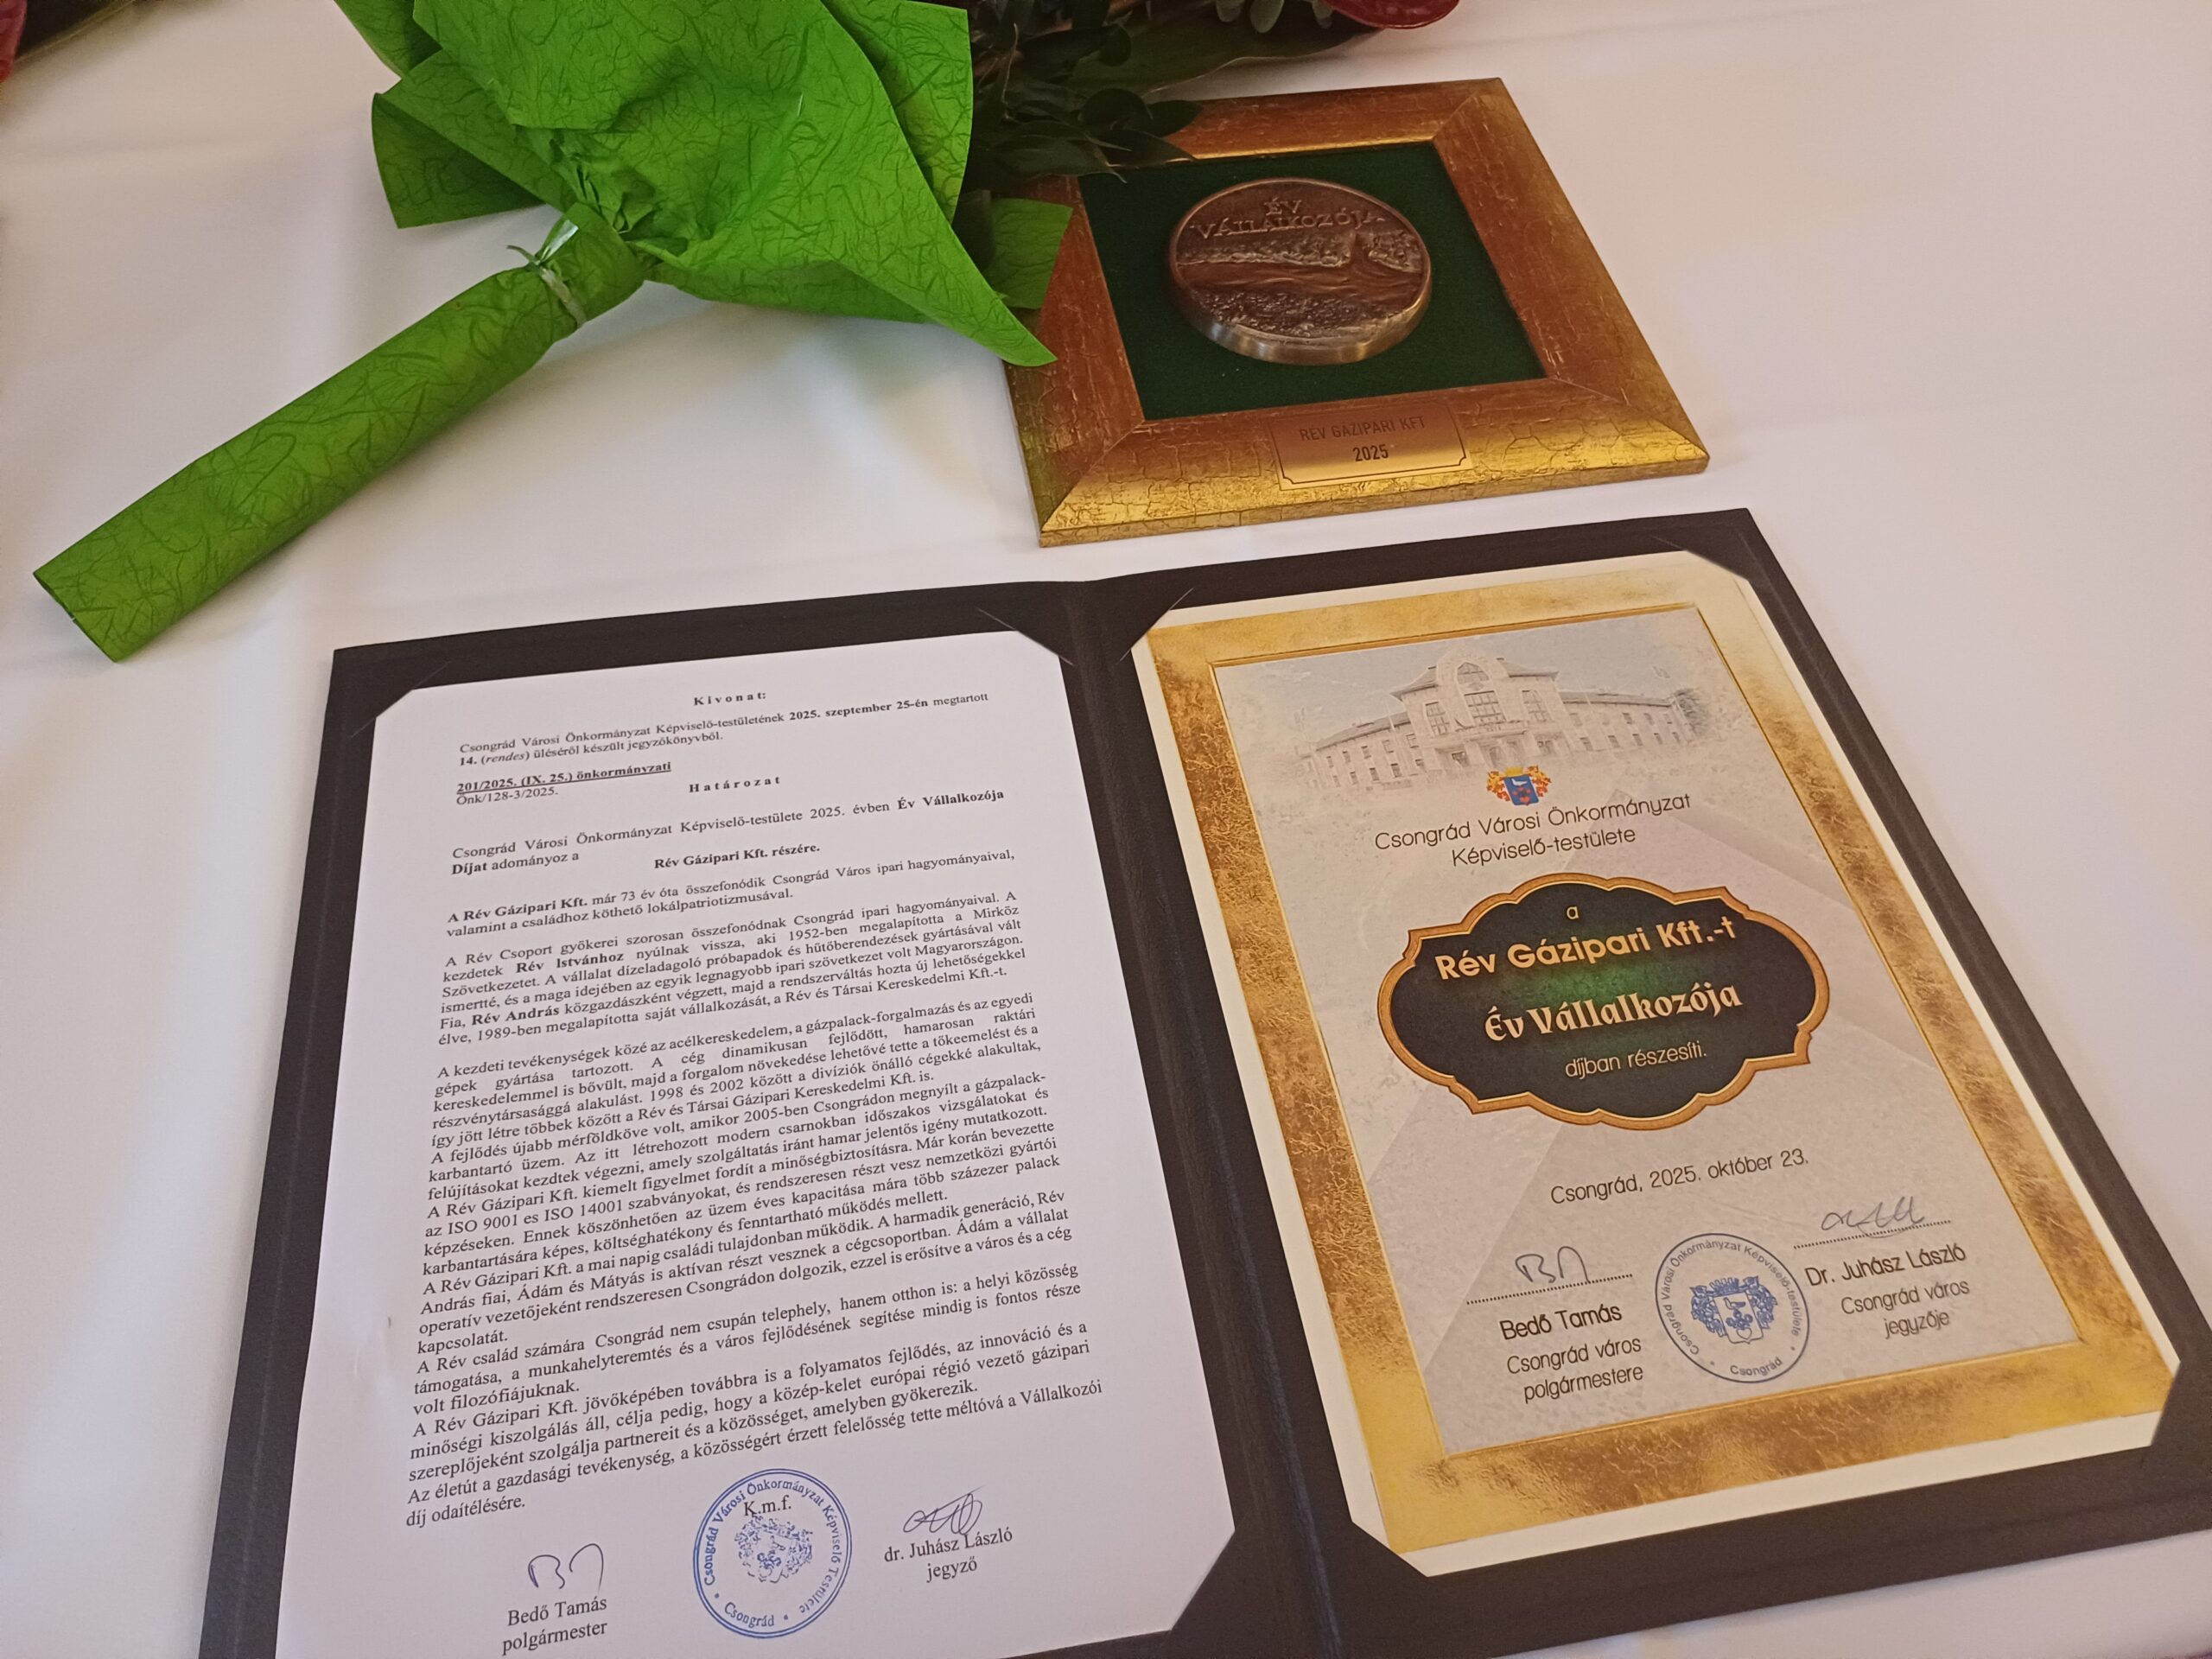 ÉV
VÁLLALKOZÓJA
RÉV GÁZIPARI KFT
2025
Kivonat:
Csongrád Városi Önkormányzat Képviselő-testületének 2025. szeptember 25-én megtartott
14. (rendes) üléséről készült jegyzőkönyvből.
201/2025. (IX. 25.) önkormányzati
Önk/128-3/2025.
Határozat
Csongrád Városi Önkormányzat Képviselő-testülete 2025. évben Év Vállalkozója
Díjat adományoz a
Rév Gázipari Kft. részére.
A Rév Gázipari Kft. már 73 év óta összefonódik Csongrád Város ipari hagyományaival,
valamint a családhoz köthető lokálpatriotizmusával.
A Rév Csoport gyökerei szorosan összefonódnak Csongrád ipari hagyományaival. A
kezdetek Rév Istvánhoz nyúlnak vissza, aki 1952-ben megalapította a Mirköz
Szövetkezetet. A vállalat dízeladagoló próbapadok és hűtőberendezések gyártásával vált
ismertté, és a maga idejében az egyik legnagyobb ipari szövetkezet volt Magyarországon.
Fia, Rév András közgazdászként végzett, majd a rendszerváltás hozta új lehetőségekkel
élve, 1989-ben megalapította saját vállalkozását, a Rév és Társai Kereskedelmi Kft.-t.
A kezdeti tevékenységek közé az acélkereskedelem, a gázpalack-forgalmazás és az egyedi
gépek gyártása tartozott. A cég dinamikusan fejlődött, hamarosan raktári
kereskedelemmel is bővült, majd a forgalom növekedése lehetővé tette a tőkeemelést és a
részvénytársasággá alakulást. 1998 és 2002 között a divíziók önálló cégekké alakultak,
így jött létre többek között a Rév és Társai Gázipari Kereskedelmi Kft. is.
A fejlődés újabb mérföldköve volt, amikor 2005-ben Csongrádon megnyílt a gázpalack-
karbantartó üzem. Az itt létrehozott modern csarnokban időszakos vizsgálatokat és
felújításokat kezdtek végezni, amely szolgáltatás iránt hamar jelentős igény mutatkozott.
A Rév Gázipari Kft. kiemelt figyelmet fordít a minőségbiztosításra. Már korán bevezette
az ISO 9001 es ISO 14001 szabványokat, és rendszeresen részt vesz nemzetközi gyártói
képzéseken. Ennek köszönhetően az üzem éves kapacitása mára több százezer palack
karbantartására képes, költséghatékony és fenntartható működés mellett.
A Rév Gázipari Kft. a mai napig családi tulajdonban működik. A harmadik generáció, Rév
András fiai, Ádám és Mátyás is aktívan részt vesznek a cégcsoportban. Ádám a vállalat
operatív vezetőjeként rendszeresen Csongrádon dolgozik, ezzel is erősítve a város és a cég
kapcsolatát.
A Rév család számára Csongrád nem csupán telephely, hanem otthon is: a helyi közösség
támogatása, a munkahelyteremtés és a város fejlődésének segítése mindig is fontos része
volt filozófiájuknak.
A Rév Gázipari Kft. jövőképében továbbra is a folyamatos fejlődés, az innováció és a
minőségi kiszolgálás áll, célja pedig, hogy a közép-kelet európai régió vezető gázipari
szereplőjeként szolgálja partnereit és a közösséget, amelyben gyökerezik.
Az életút a gazdasági tevékenység, a közösségért érzett felelősség tette méltóvá a Vállalkozói
díj odaítélésére.
K.m.f.
Csongrád Városi Önkormányzat Képviselő Testülete
Csongrád
Bedő Tamás
polgármester
dr. Juhász László
jegyző
Csongrád Városi Önkormányzat
Képviselő-testülete
a
Rév Gázipari Kft.-t
Év Vállalkozója
díjban részesíti.
Csongrád, 2025. október 23.
Bedő Tamás
Csongrád város
polgármestere
Csongrád Városi Önkormányzat Képviselő-testülete
Csongrád
Dr. Juhász László
Csongrád város
jegyzője